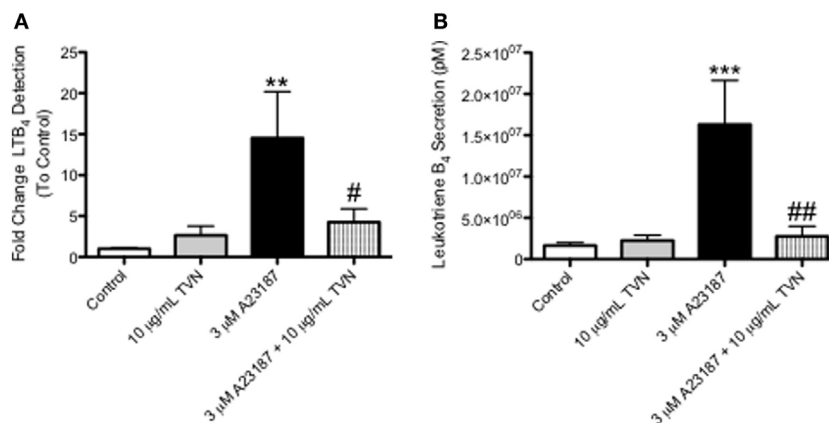 A
Fold Change LTB4 Detection
(To Control)
25
20
15
10
5
0
**
#
Control
10 µg/mL TVN
3 µM A23187
3 µM A23187 + 10 µg/mL TVN
B
Leukotriene B4 Secretion (pM)
2.5×10^07
2.0×10^07
1.5×10^07
1.0×10^07
5.0×10^06
0
***
##
Control
10 µg/mL TVN
3 µM A23187
3 µM A23187 + 10 µg/mL TVN